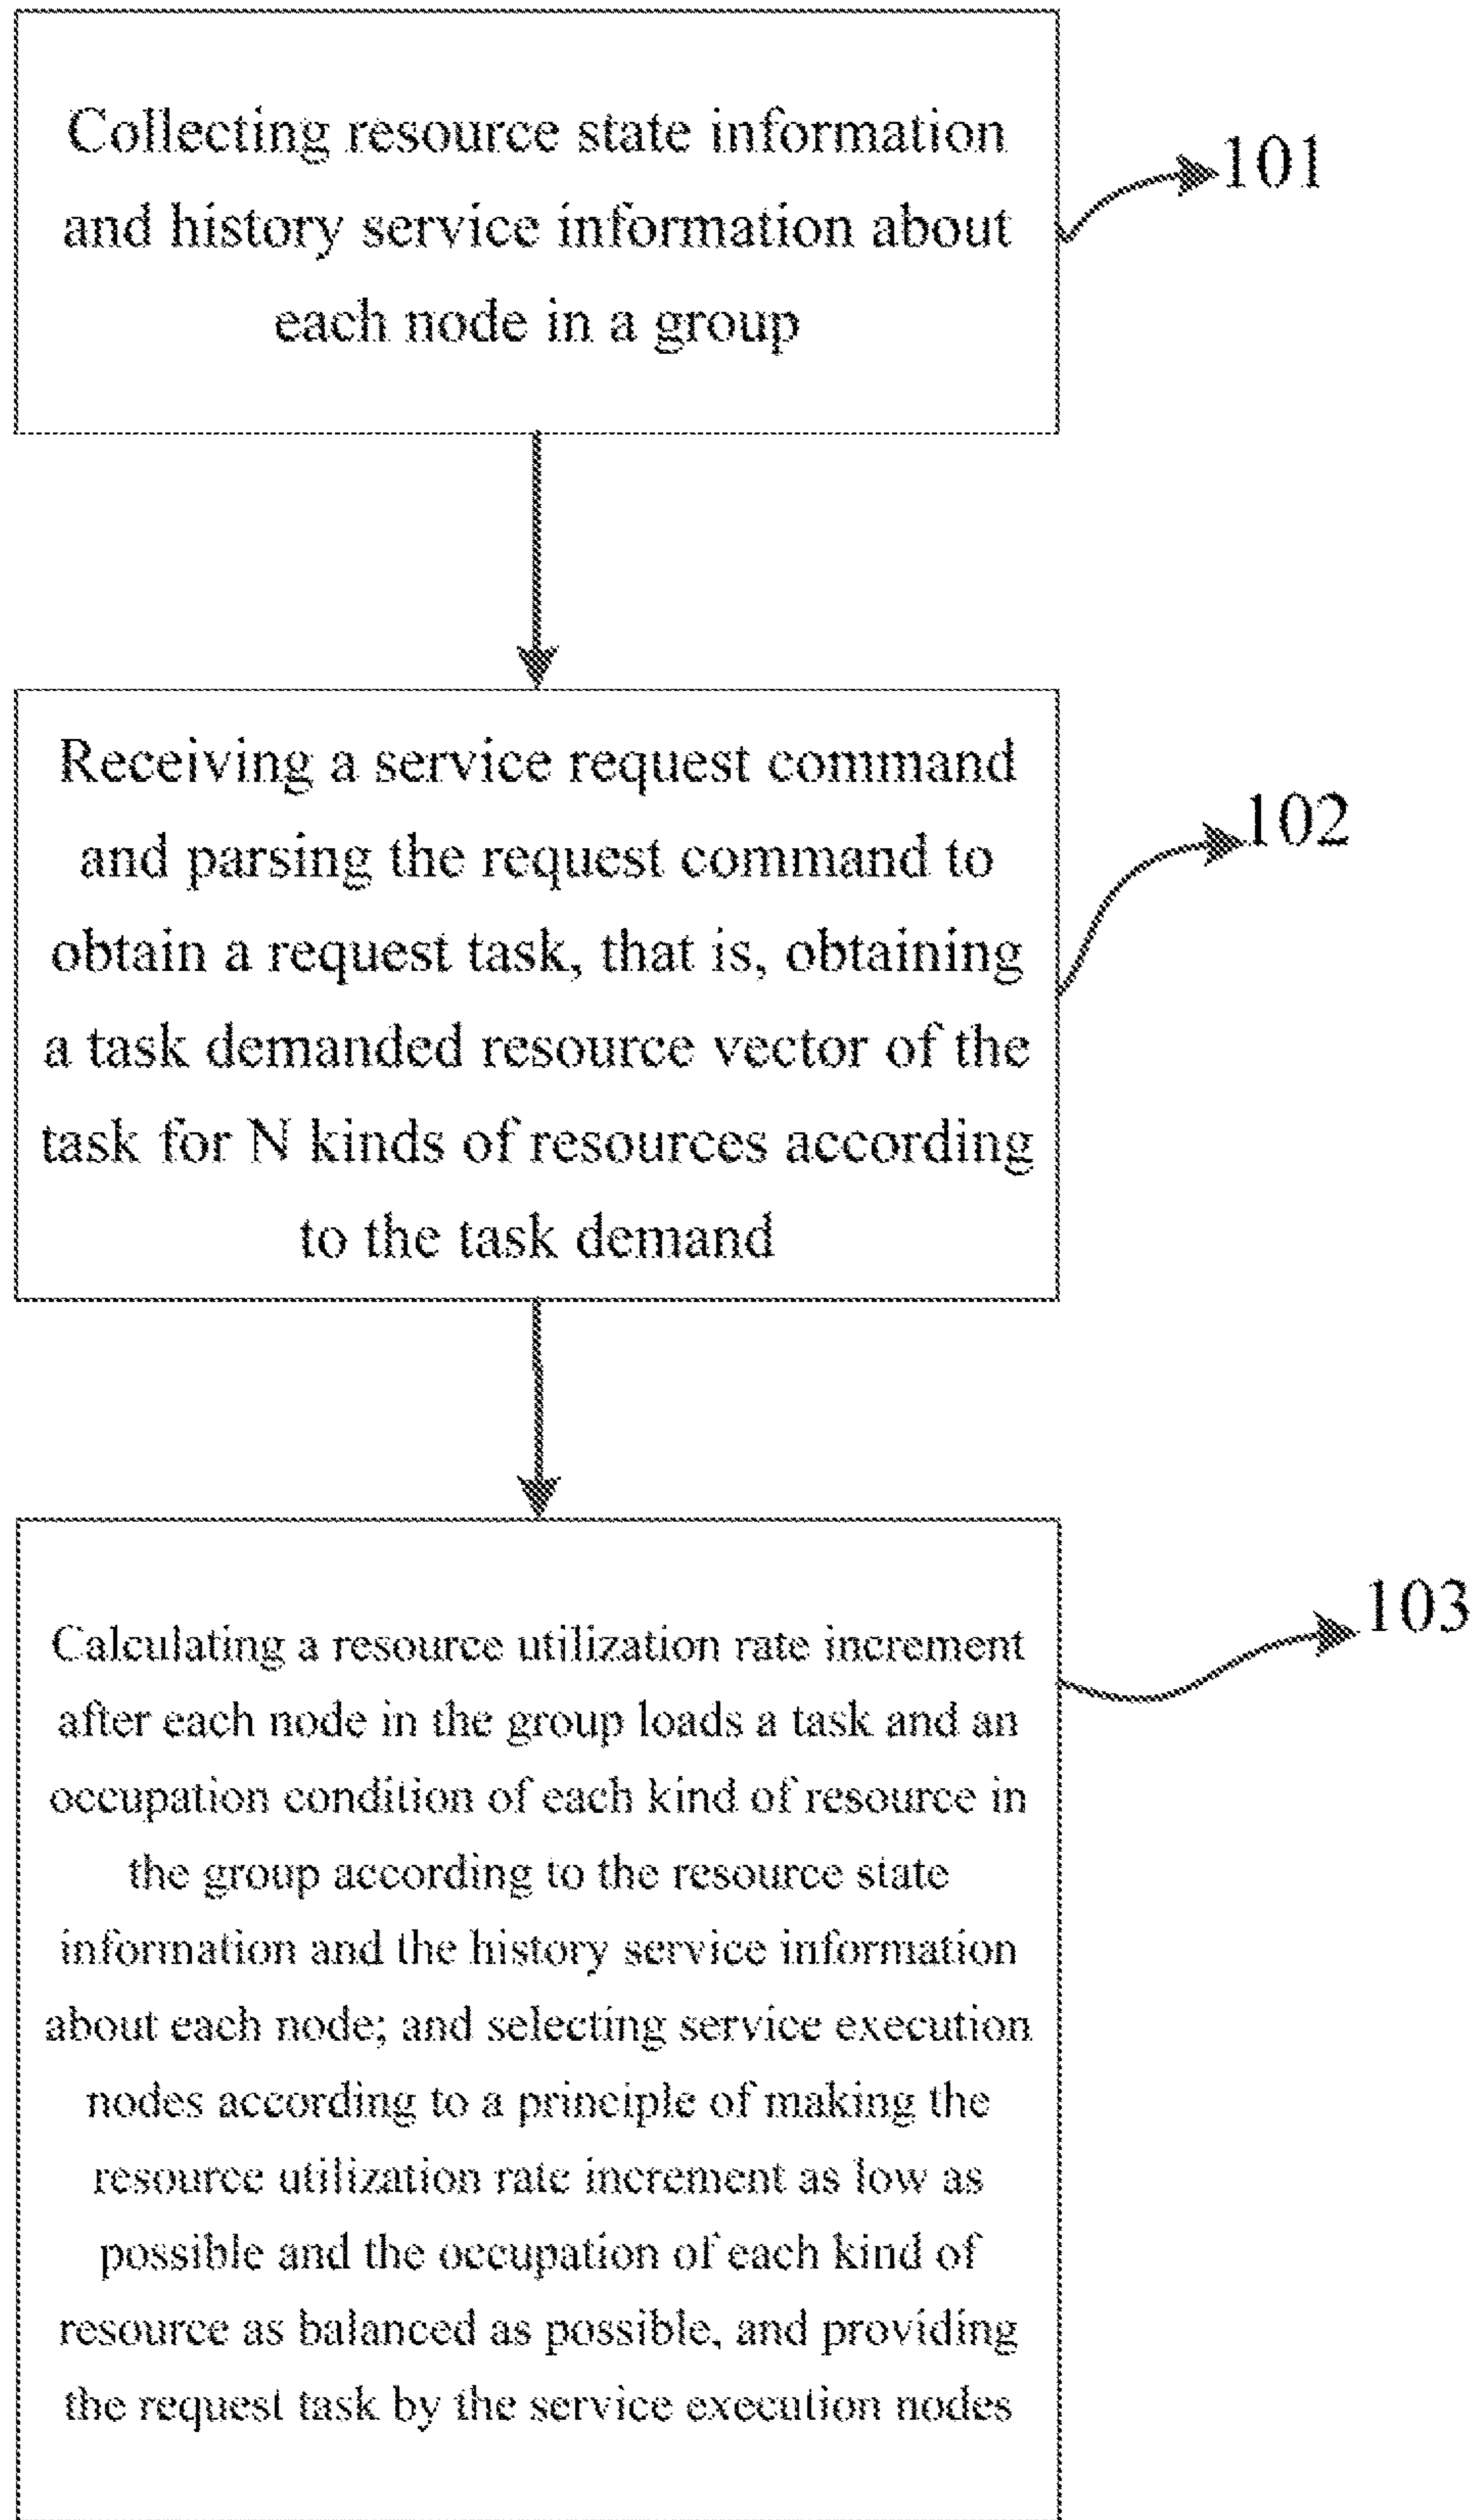 Collecting resource state information
and history service information about
each node in a group
101
Receiving a service request command
and parsing the request command to
obtain a request task, that is, obtaining
a task demanded resource vector of the
task for N kinds of resources according
to the task demand
102
Calculating a resource utilization rate increment
after each node in the group loads a task and an
occupation condition of each kind of resource in
the group according to the resource state
information and the history service information
about each node; and selecting service execution
nodes according to a principle of making the
resource utilization rate increment as low as
possible and the occupation of each kind of
resource as balanced as possible, and providing
the request task by the service execution nodes
103